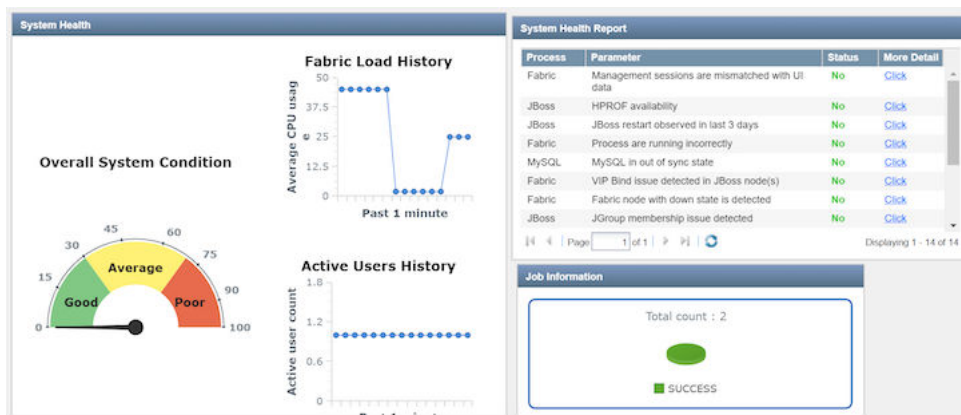 System Health
Fabric Load History
50
37.5
25
12.5
0
Average CPU usag
e
Past 1 minute
Overall System Condition
0
15
30
45
60
75
90
100
Good
Average
Poor
Active Users History
1.8
1.2
0.6
0
Active user count
Past 1 minute
System Health Report
Process Parameter Status More Detail
Fabric Management sessions are mismatched with UI data No Click
JBoss HPROF availability No Click
JBoss JBoss restart observed in last 3 days No Click
Fabric Process are running incorrectly No Click
MySQL MySQL in out of sync state No Click
Fabric VIP Bind issue detected in JBoss node(s) No Click
Fabric Fabric node with down state is detected No Click
JBoss JGroup membership issue detected No Click
Page 1 of 1 Displaying 1 - 14 of 14
Job Information
Total count : 2
SUCCESS